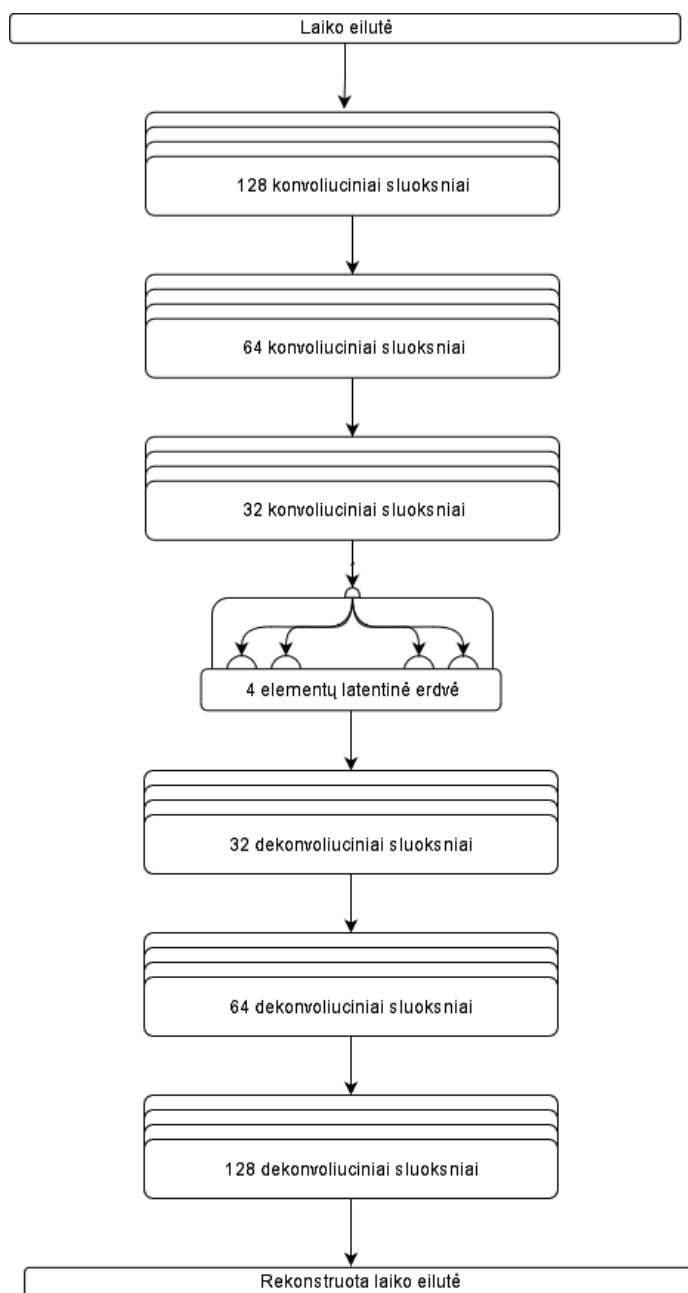 Laiko eilutė
128 konvoliuciniai sluoksniai
64 konvoliuciniai sluoksniai
32 konvoliuciniai sluoksniai
4 elementų latentinė erdvė
32 dekonvoliuciniai sluoksniai
64 dekonvoliuciniai sluoksniai
128 dekonvoliuciniai sluoksniai
Rekonstruota laiko eilutė